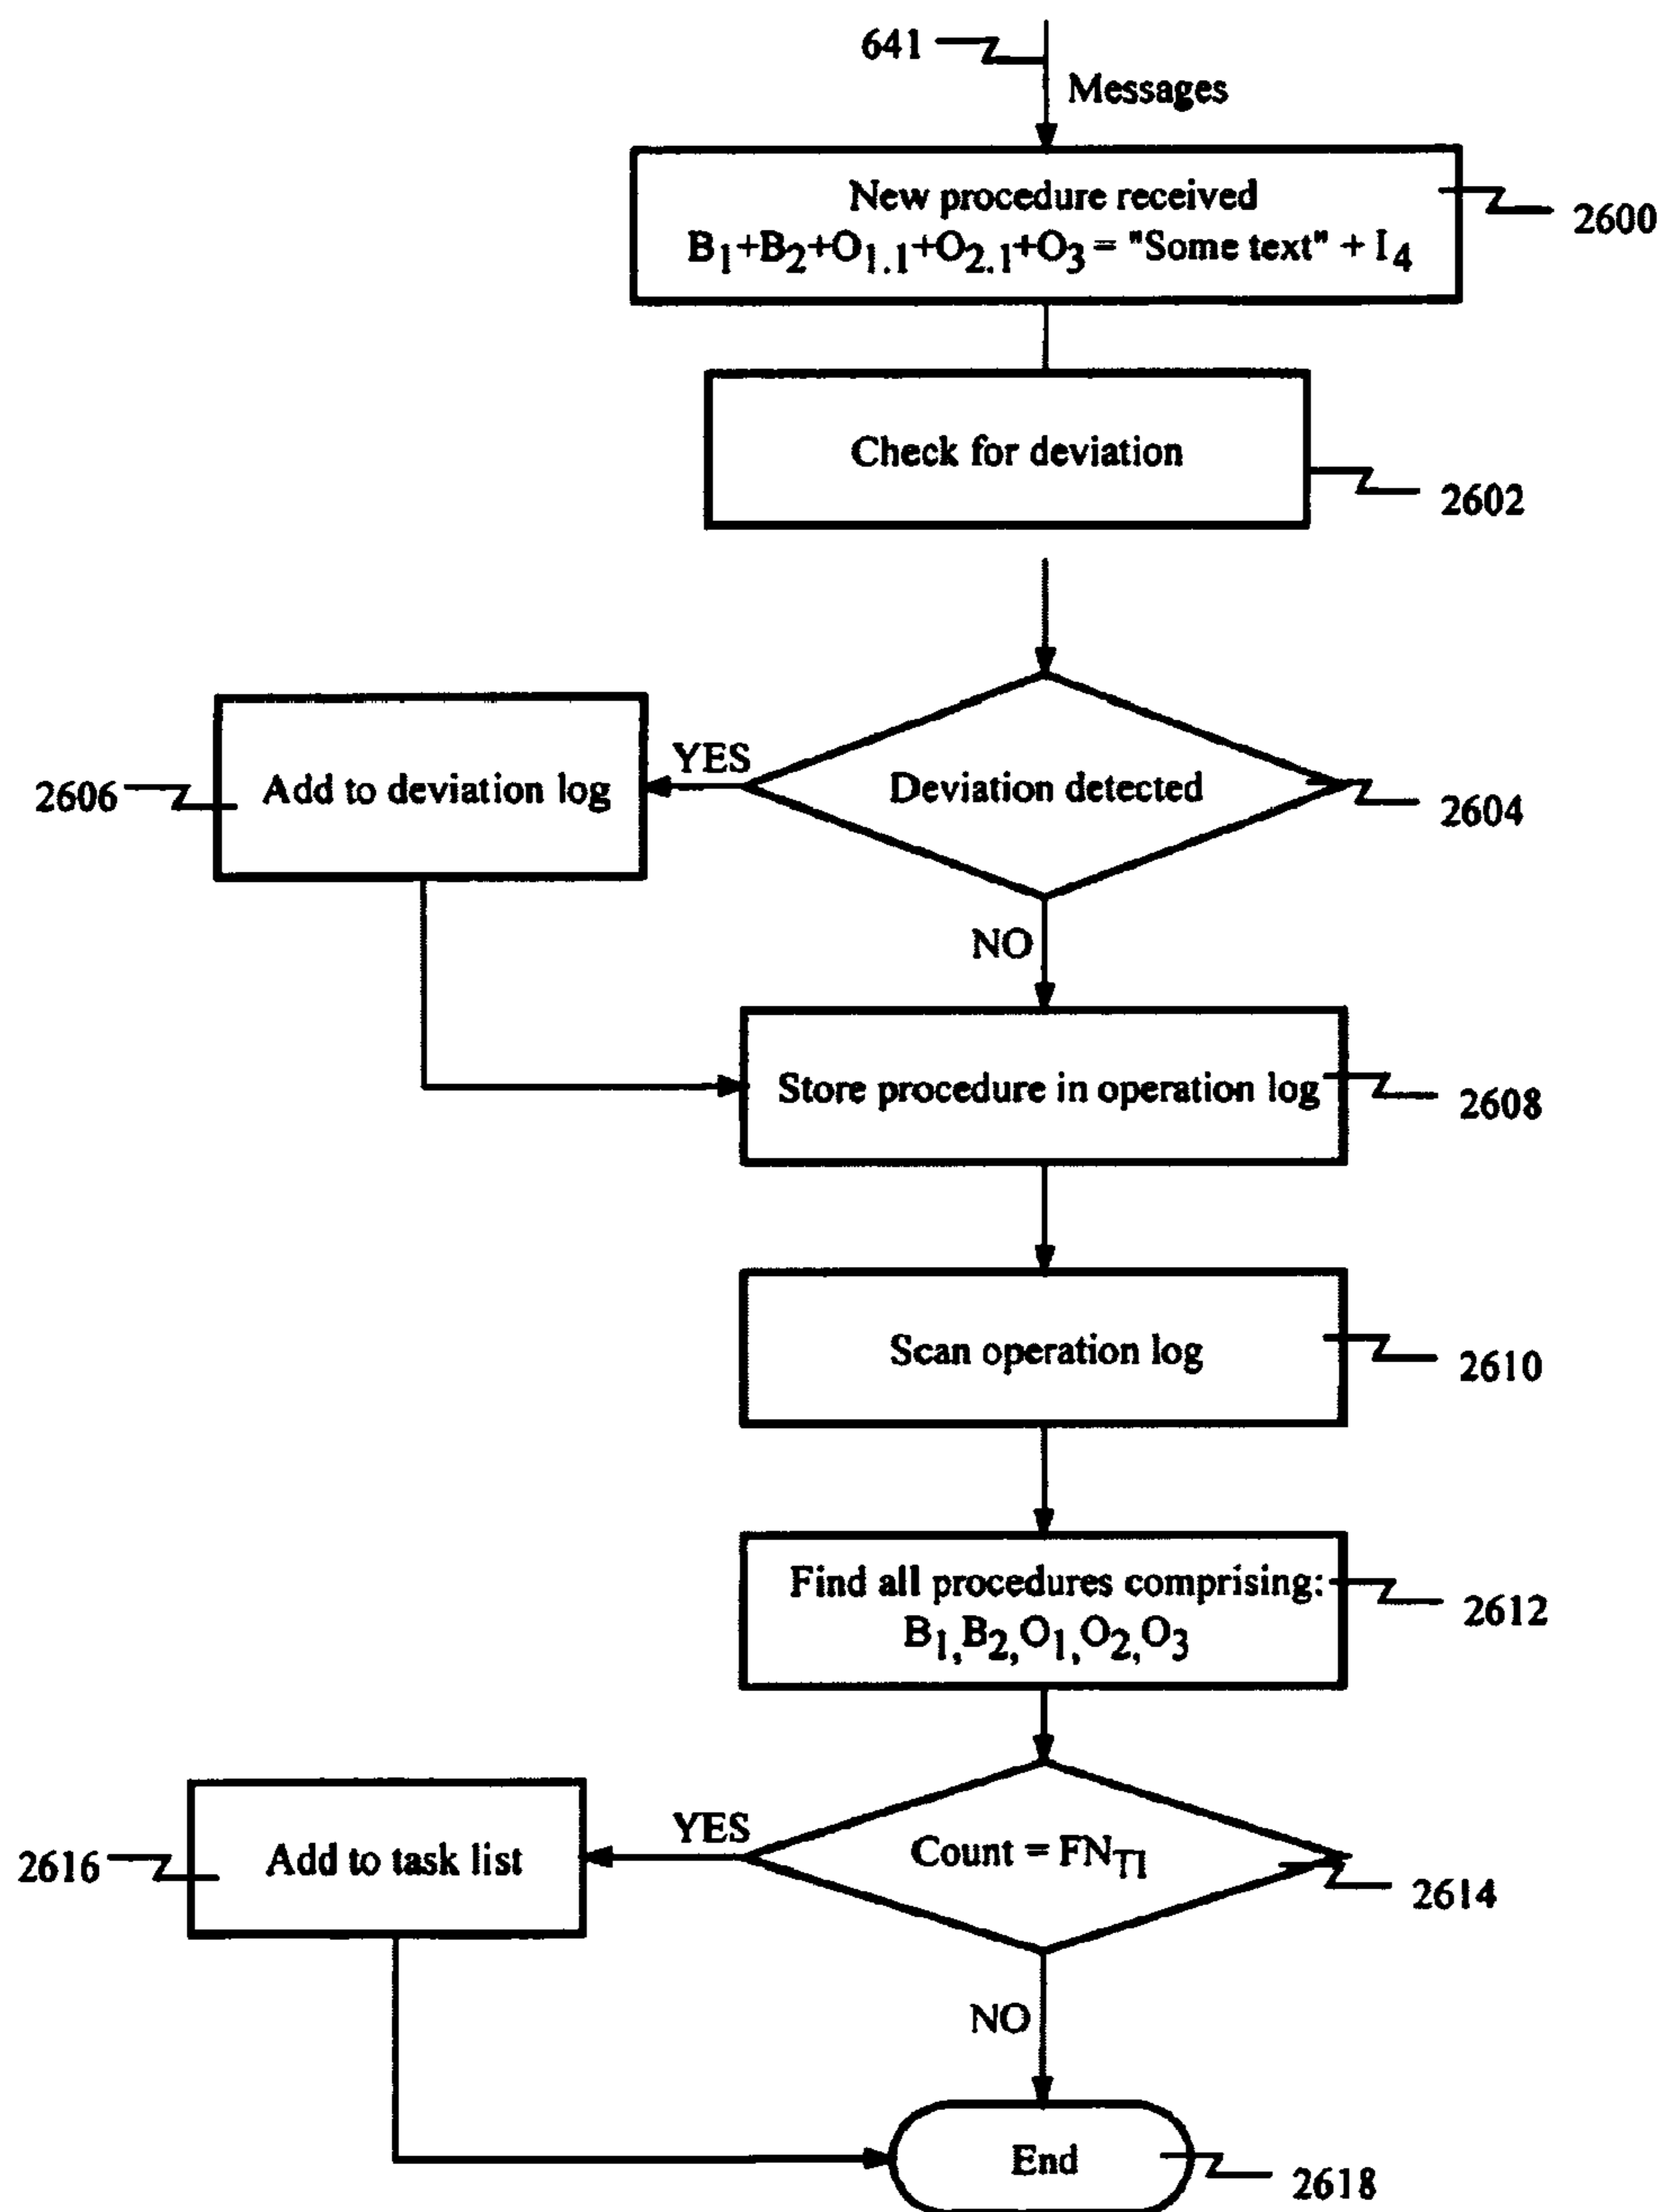 641
Messages
New procedure received
B1+B2+O1.1+O2.1+O3 = "Some text" + I4
2600
Check for deviation
2602
YES
Deviation detected
2604
2606
Add to deviation log
NO
Store procedure in operation log
2608
Scan operation log
2610
Find all procedures comprising:
B1,B2,O1,O2,O3
2612
YES
Count = FNTI
2614
2616
Add to task list
NO
End
2618